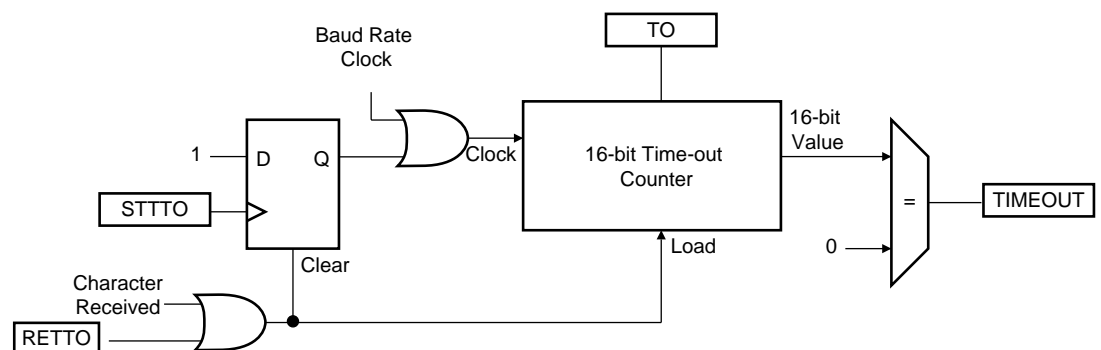 TO
Baud Rate
Clock
16-bit
Value
1
D
Q
Clock
16-bit Time-out
Counter
STTTO
=
TIMEOUT
Clear
Load
0
Character
Received
RETTO